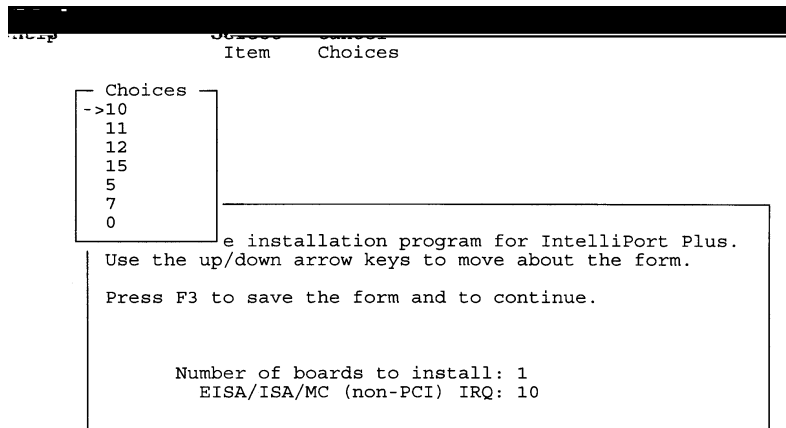 Item Choices
Choices
->10
11
12
15
5
7
0
e installation program for IntelliPort Plus.
Use the up/down arrow keys to move about the form.
Press F3 to save the form and to continue.
Number of boards to install: 1
EISA/ISA/MC (non-PCI) IRQ: 10